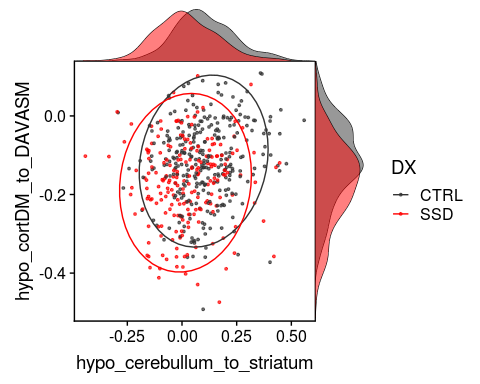 hypo_cortDM_to_DAVASM
0.0
-0.2
-0.4
-0.25
0.00
0.25
0.50
hypo_cerebullum_to_striatum
DX
CTRL
SSD